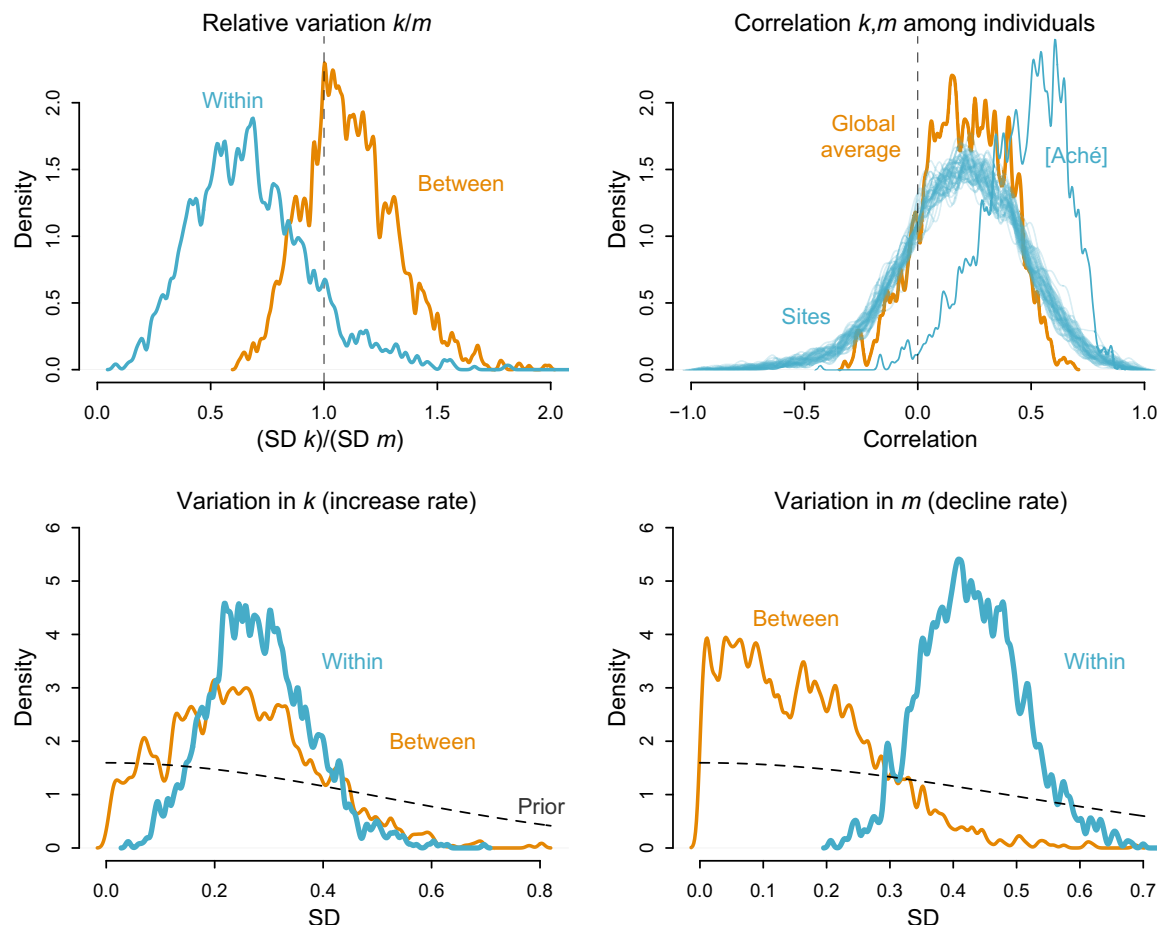 Relative variation k/m
Within
Between
Density
0.0 0.5 1.0 1.5 2.0
0.0 0.5 1.0 1.5 2.0
(SD k)/(SD m)
Correlation k,m among individuals
Global
average
[Aché]
Sites
Density
0.0 0.5 1.0 1.5 2.0
−1.0 −0.5 0.0 0.5 1.0
Correlation
Variation in k (increase rate)
Within
Between
Prior
Density
0 1 2 3 4 5 6
0.0 0.2 0.4 0.6 0.8
SD
Variation in m (decline rate)
Between
Within
Density
0 1 2 3 4 5 6
0.0 0.1 0.2 0.3 0.4 0.5 0.6 0.7
SD